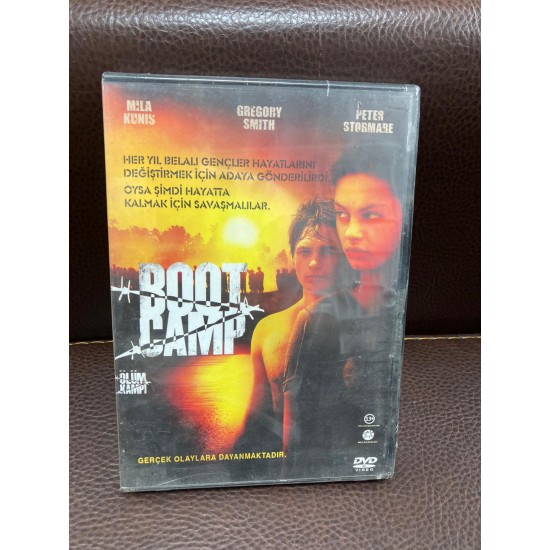 MILA
KUNIS
GREGORY
SMITH
PETER
STORMARE
HER YIL BELALI GENÇLER HAYATLARINI
DEĞİŞTİRMEK İÇİN ADAYA GÖNDERİLİRDİ.
OYSA ŞİMDİ HAYATTA
KALMAK İÇİN SAVAŞMALILAR.
BOOT
CAMP
ÖLÜM
KAMPI
GERÇEK OLAYLARA DAYANMAKTADIR.
DVD
VIDEO